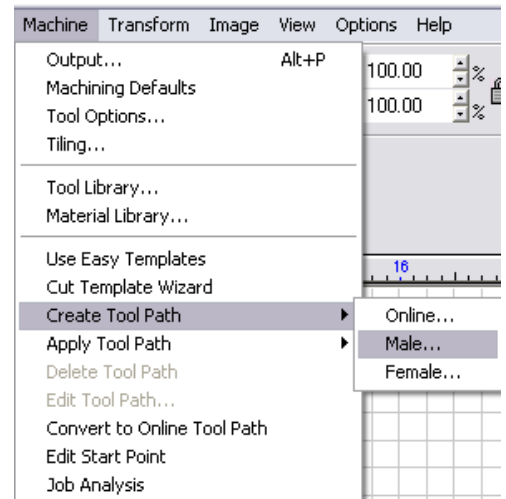 Machine Transform Image View Options Help
Output... Alt+P
100.00 %
Machining Defaults
100.00 %
Tool Options...
Tiling...
Tool Library...
Material Library...
Use Easy Templates
16
Cut Template Wizard
Create Tool Path
Online...
Apply Tool Path
Male...
Delete Tool Path
Female...
Edit Tool Path...
Convert to Online Tool Path
Edit Start Point
Job Analysis